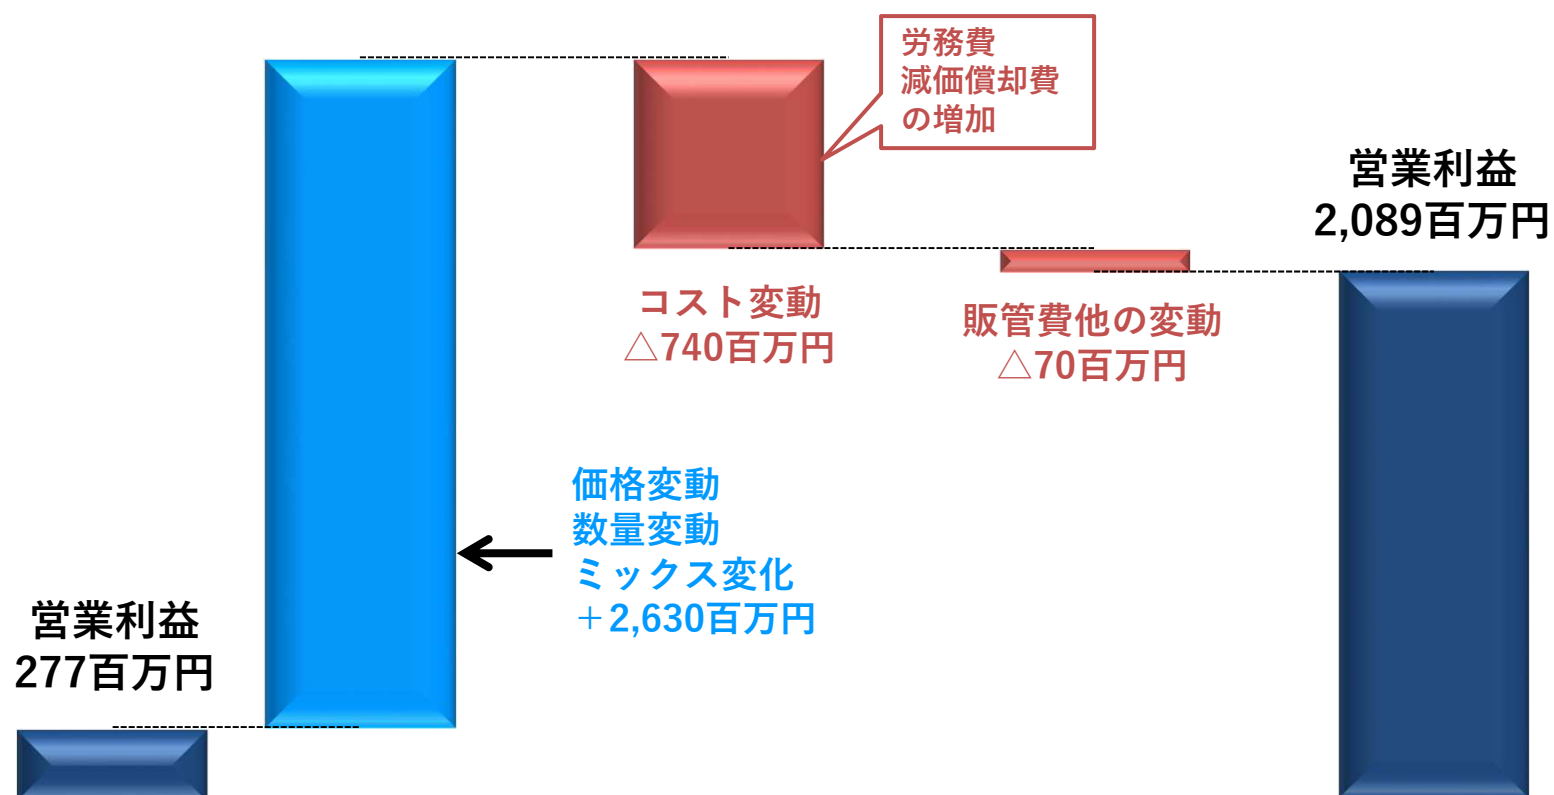 労務費
減価償却費
の増加
営業利益
2,089百万円
コスト変動
△740百万円
販管費他の変動
△70百万円
価格変動
数量変動
ミックス変化
＋2,630百万円
営業利益
277百万円